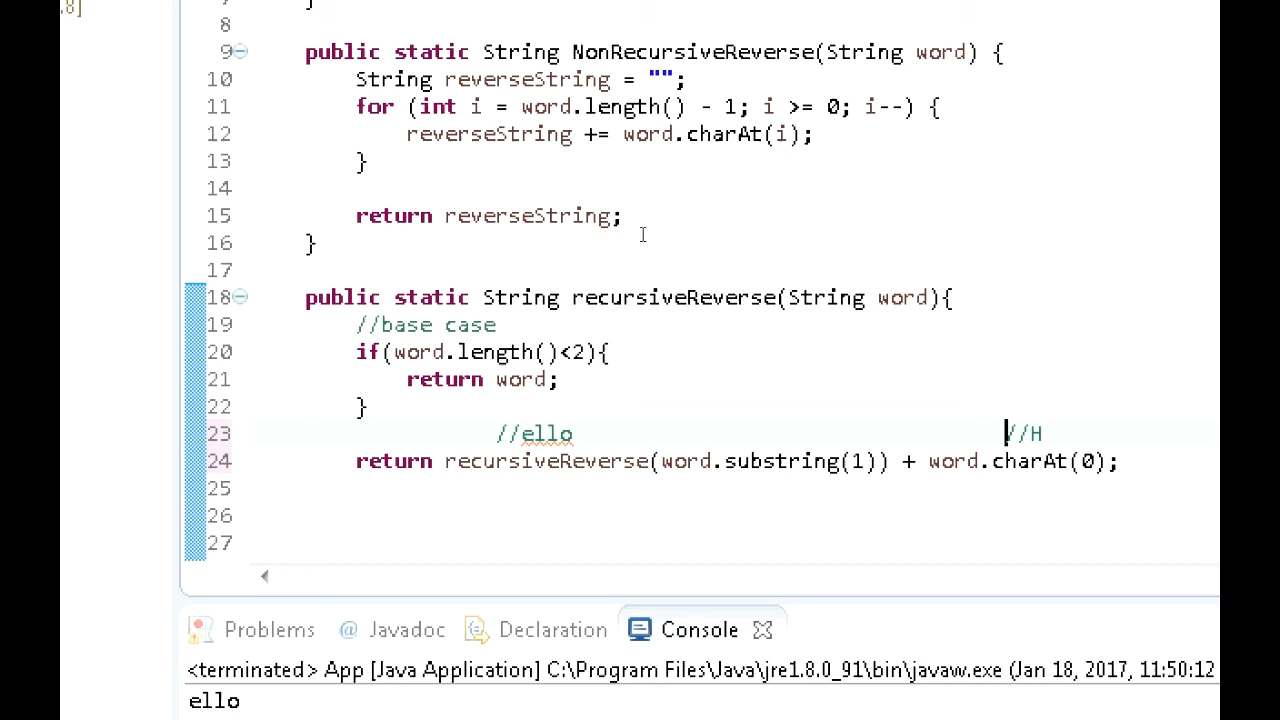 .8]
}
8
9 public static String NonRecursiveReverse(String word) {
10 String reverseString = "";
11 for (int i = word.length() - 1; i >= 0; i--) {
12 reverseString += word.charAt(i);
13 }
14
15 return reverseString;
16 }
17
18 public static String recursiveReverse(String word){
19 //base case
20 if(word.length()<2){
21 return word;
22 }
23 //ello //H
24 return recursiveReverse(word.substring(1)) + word.charAt(0);
25
26
27
Problems @ Javadoc Declaration Console
<terminated> App [Java Application] C:\Program Files\Java\jre1.8.0_91\bin\javaw.exe (Jan 18, 2017, 11:50:12
ello